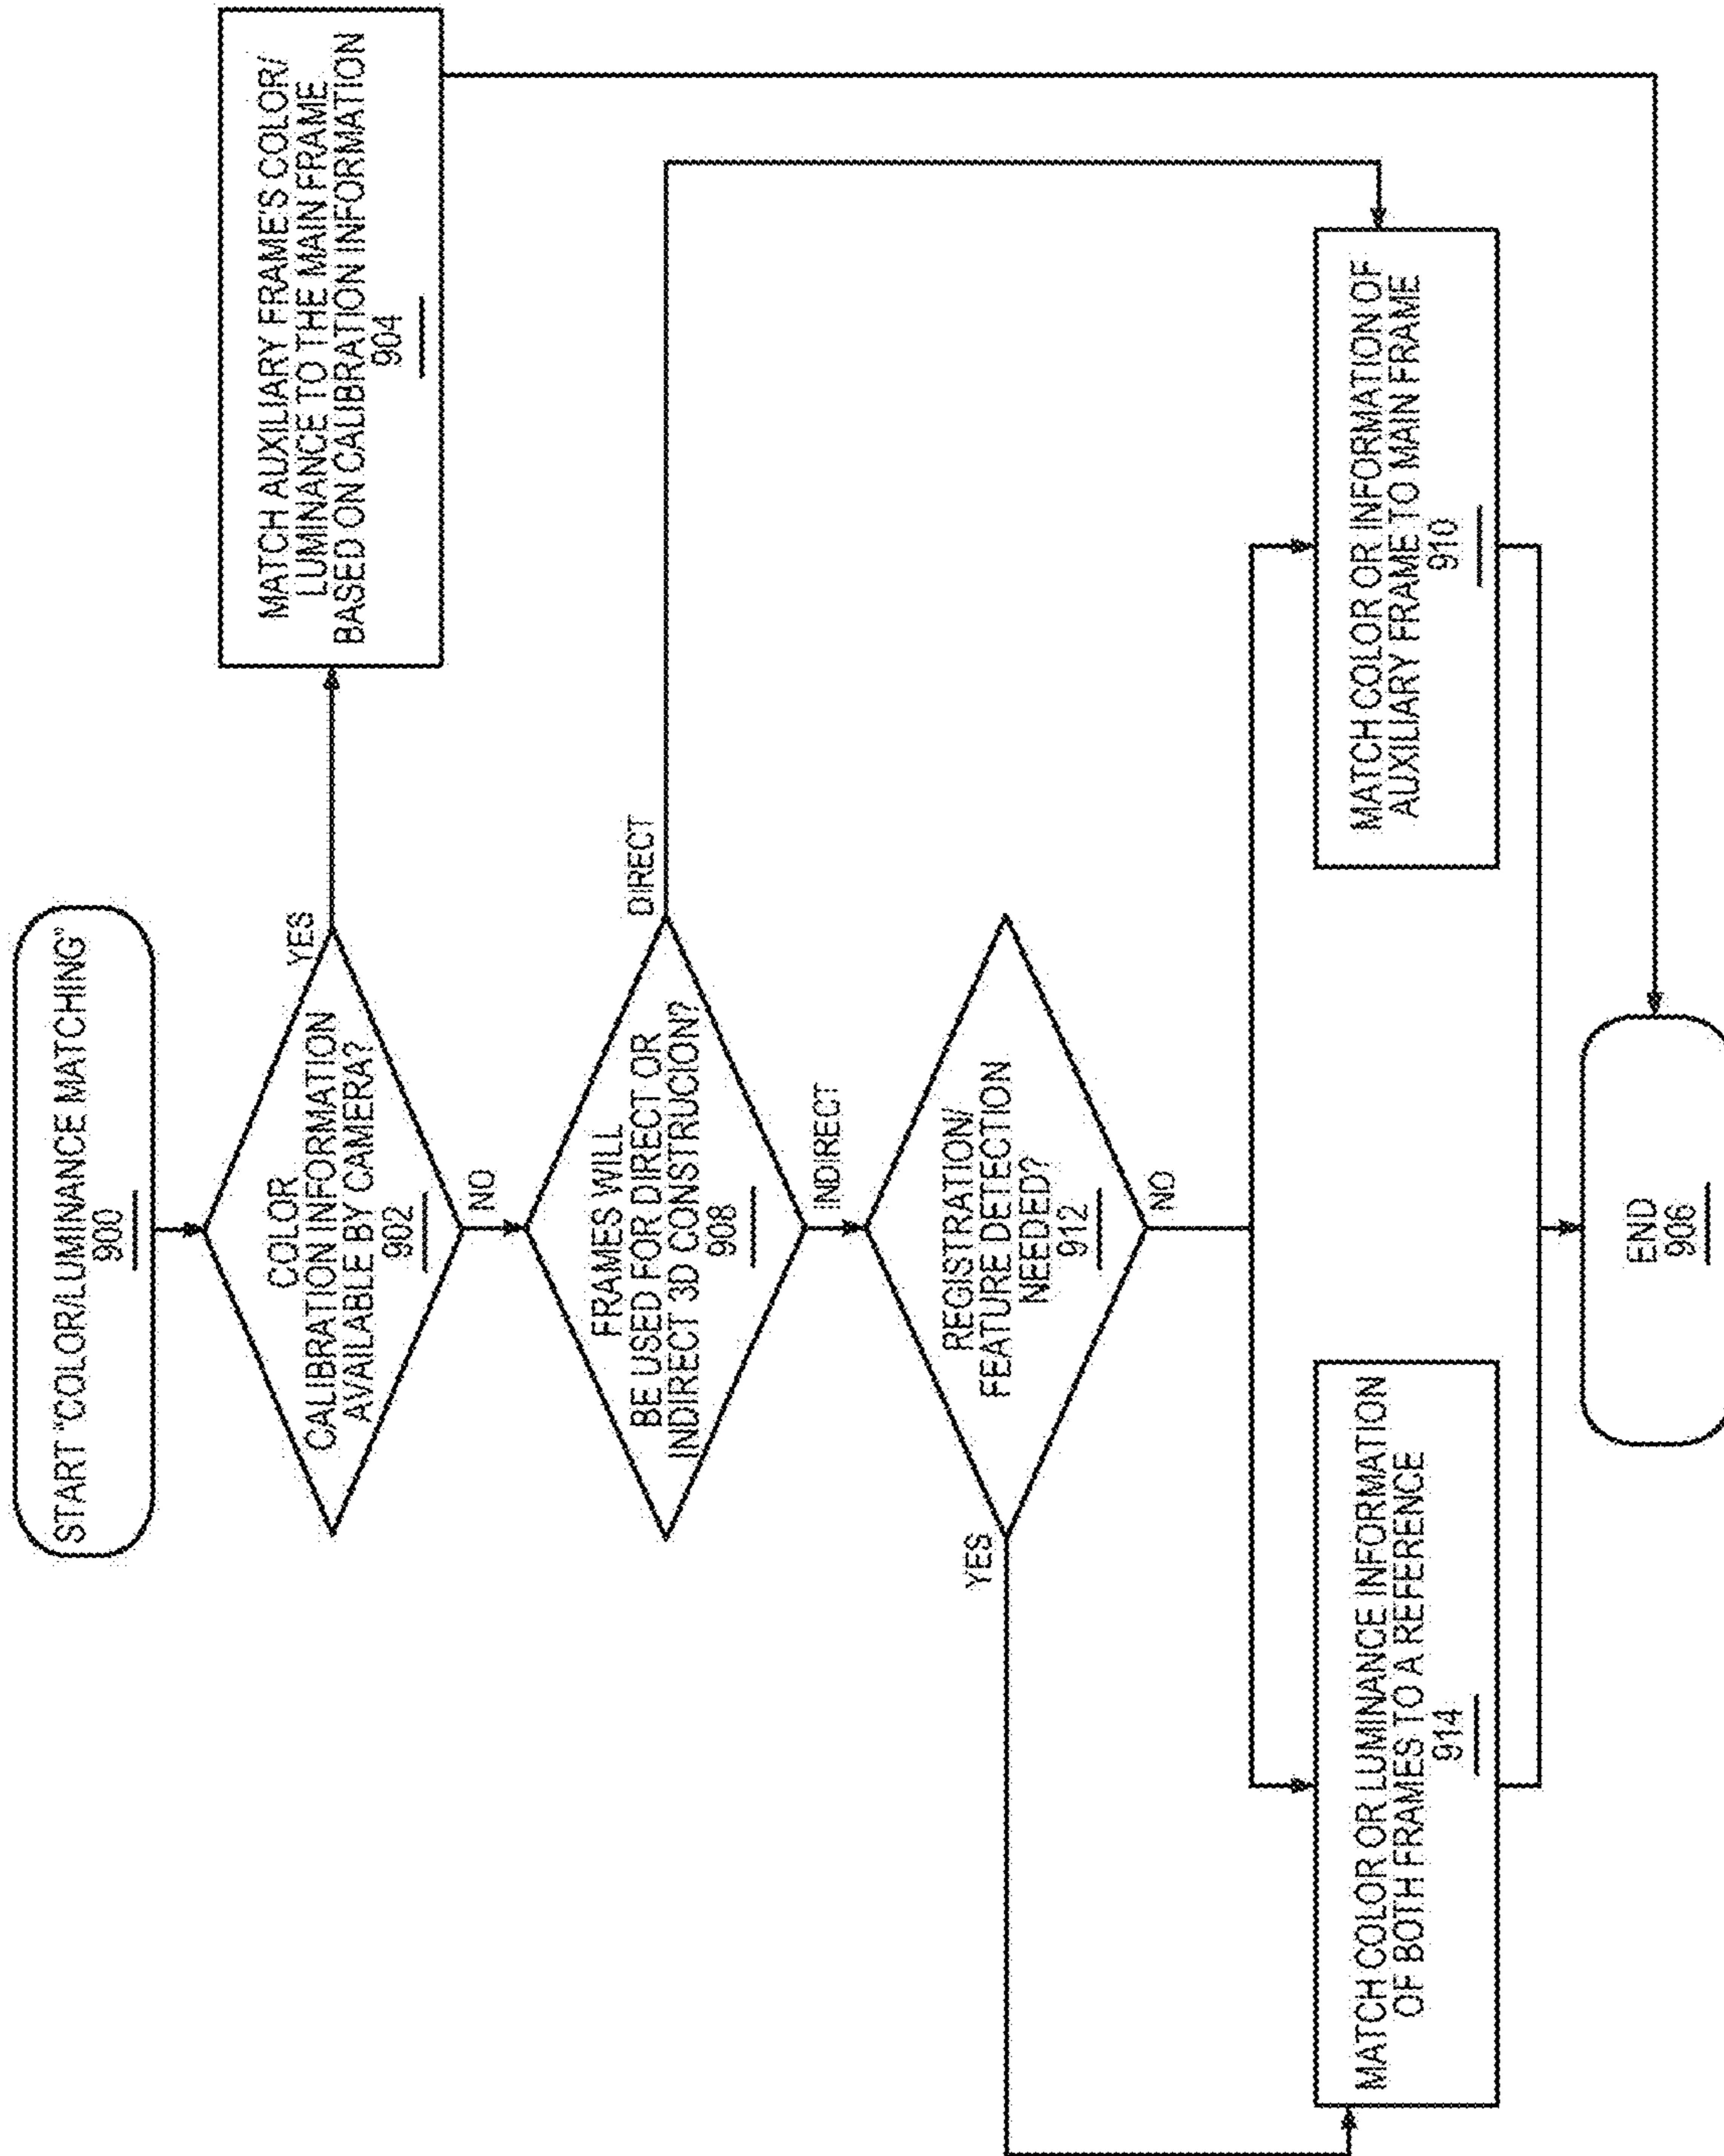 START "COLOR/LUMINANCE MATCHING"
900
COLOR
CALIBRATION INFORMATION
AVAILABLE BY CAMERA?
902
YES
NO
MATCH AUXILIARY FRAME'S COLOR/
LUMINANCE TO THE MAIN FRAME
BASED ON CALIBRATION INFORMATION
904
FRAMES WILL
BE USED FOR DIRECT OR
INDIRECT 3D CONSTRUCION?
908
DIRECT
INDIRECT
REGISTRATION/
FEATURE DETECTION
NEEDED?
912
YES
NO
MATCH COLOR OR LUMINANCE INFORMATION
OF BOTH FRAMES TO A REFERENCE
914
MATCH COLOR OR INFORMATION OF
AUXILIARY FRAME TO MAIN FRAME
910
END
906